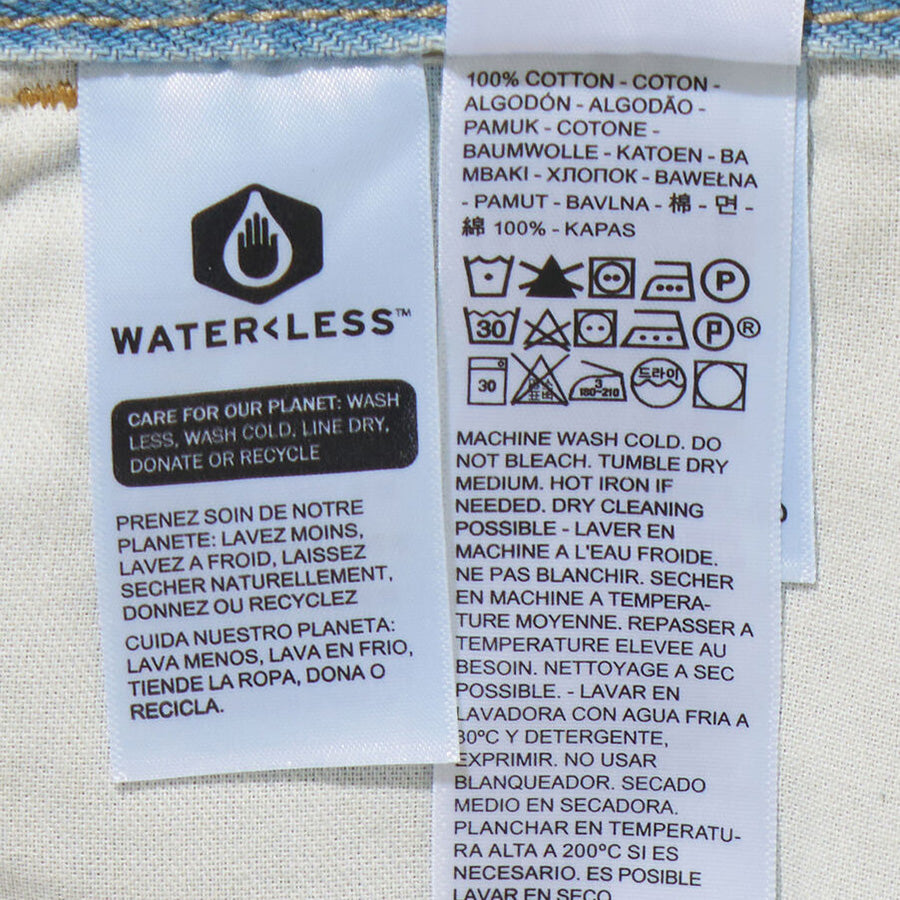 WATER<LESS™
CARE FOR OUR PLANET: WASH
LESS, WASH COLD, LINE DRY,
DONATE OR RECYCLE
PRENEZ SOIN DE NOTRE
PLANETE: LAVEZ MOINS,
LAVEZ A FROID, LAISSEZ
SECHER NATURELLEMENT,
DONNEZ OU RECYCLEZ
CUIDA NUESTRO PLANETA:
LAVA MENOS, LAVA EN FRIO,
TIENDE LA ROPA, DONA O
RECICLA.
100% COTTON - COTON -
ALGODÓN - ALGODÃO -
PAMUK - COTONE -
BAUMWOLLE - KATOEN - BA
MBAKI - ХЛОПОК - BAWEŁNA
- PAMUT - BAVLNA - 棉 - 면 -
綿 100% - KAPAS
P
30 P ®
30 3 180-210 드라이
MACHINE WASH COLD. DO
NOT BLEACH. TUMBLE DRY
MEDIUM. HOT IRON IF
NEEDED. DRY CLEANING
POSSIBLE - LAVER EN
MACHINE A L'EAU FROIDE.
NE PAS BLANCHIR. SECHER
EN MACHINE A TEMPERA-
TURE MOYENNE. REPASSER A
TEMPERATURE ELEVEE AU
BESOIN. NETTOYAGE A SEC
POSSIBLE. - LAVAR EN
LAVADORA CON AGUA FRIA A
30ºC Y DETERGENTE,
EXPRIMIR. NO USAR
BLANQUEADOR. SECADO
MEDIO EN SECADORA.
PLANCHAR EN TEMPERATU-
RA ALTA A 200ºC SI ES
NECESARIO. ES POSIBLE
LAVAR EN SECO